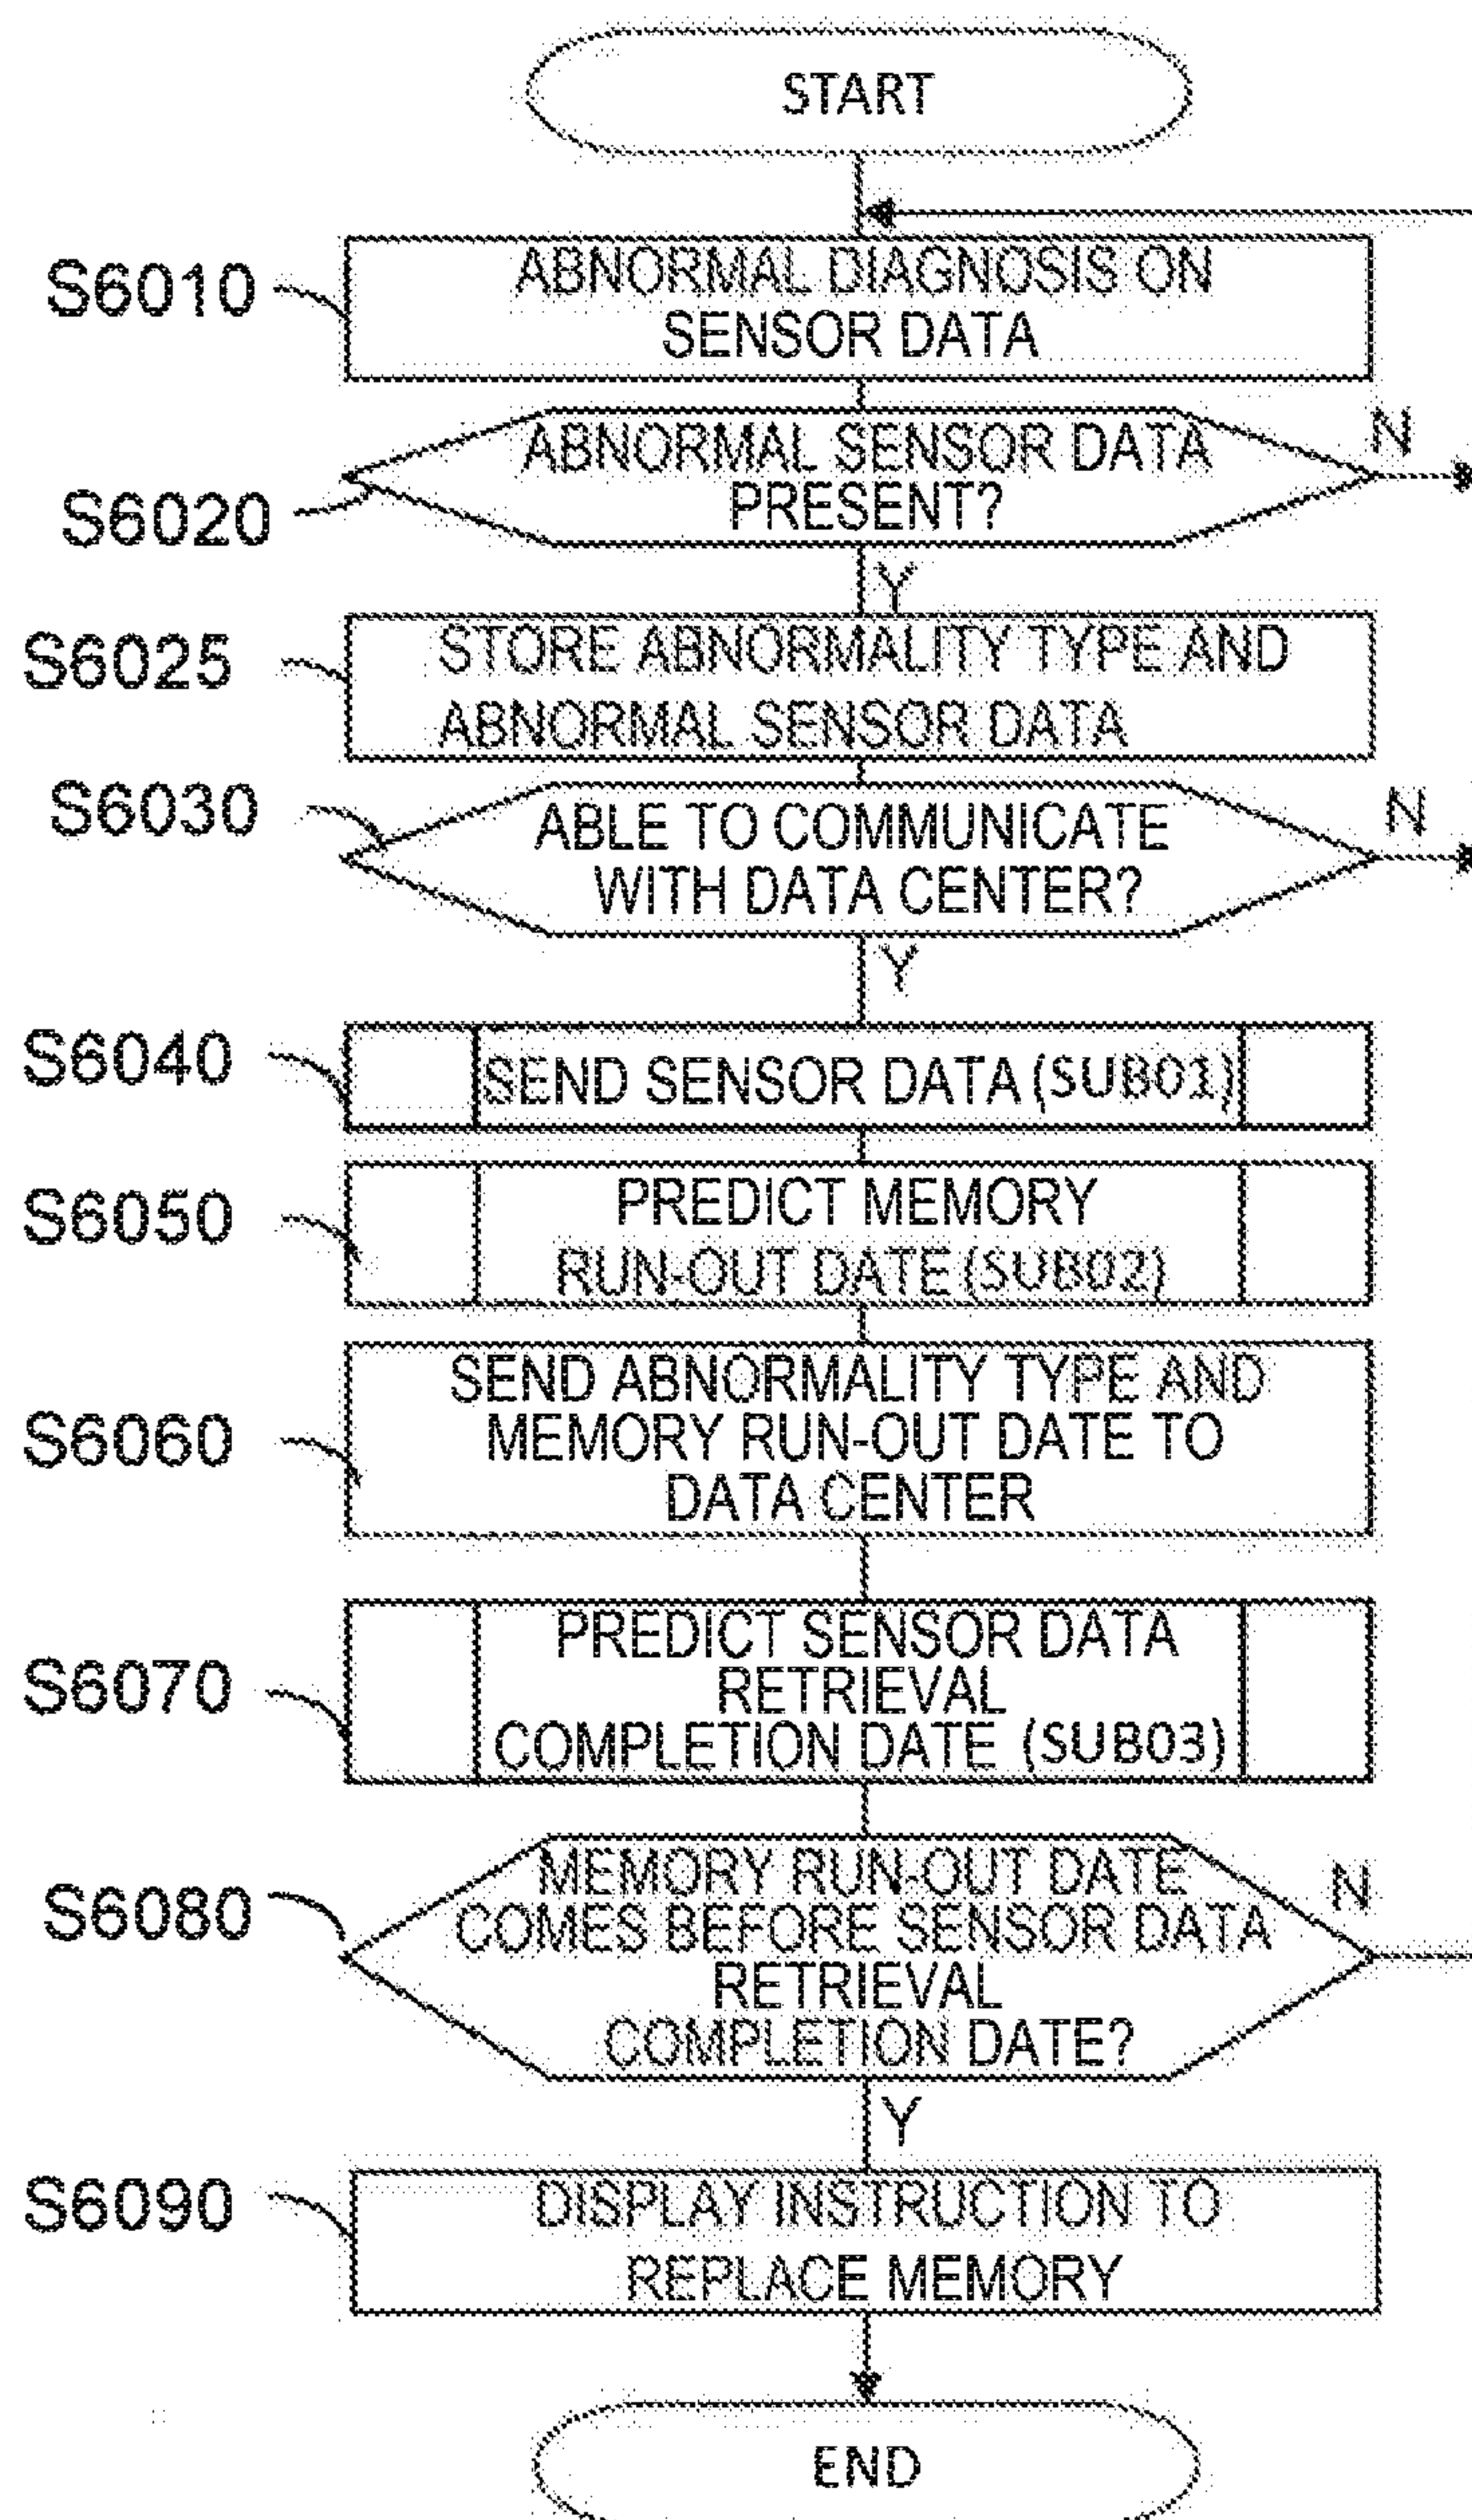 START
S6010
ABNORMAL DIAGNOSIS ON
SENSOR DATA
S6020
ABNORMAL SENSOR DATA
PRESENT?
N
Y
S6025
STORE ABNORMALITY TYPE AND
ABNORMAL SENSOR DATA
S6030
ABLE TO COMMUNICATE
WITH DATA CENTER?
N
Y
S6040
SEND SENSOR DATA (SUB01)
S6050
PREDICT MEMORY
RUN-OUT DATE (SUB02)
S6060
SEND ABNORMALITY TYPE AND
MEMORY RUN-OUT DATE TO
DATA CENTER
S6070
PREDICT SENSOR DATA
RETRIEVAL
COMPLETION DATE (SUB03)
S6080
MEMORY RUN-OUT DATE
COMES BEFORE SENSOR DATA
RETRIEVAL
COMPLETION DATE?
N
Y
S6090
DISPLAY INSTRUCTION TO
REPLACE MEMORY
END